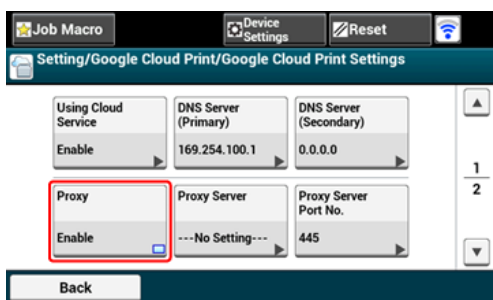 Job Macro
Device
Settings
Reset
Setting/Google Cloud Print/Google Cloud Print Settings
Using Cloud
Service
Enable
DNS Server
(Primary)
169.254.100.1
DNS Server
(Secondary)
0.0.0.0
1
2
Proxy
Enable
Proxy Server
---No Setting---
Proxy Server
Port No.
445
Back